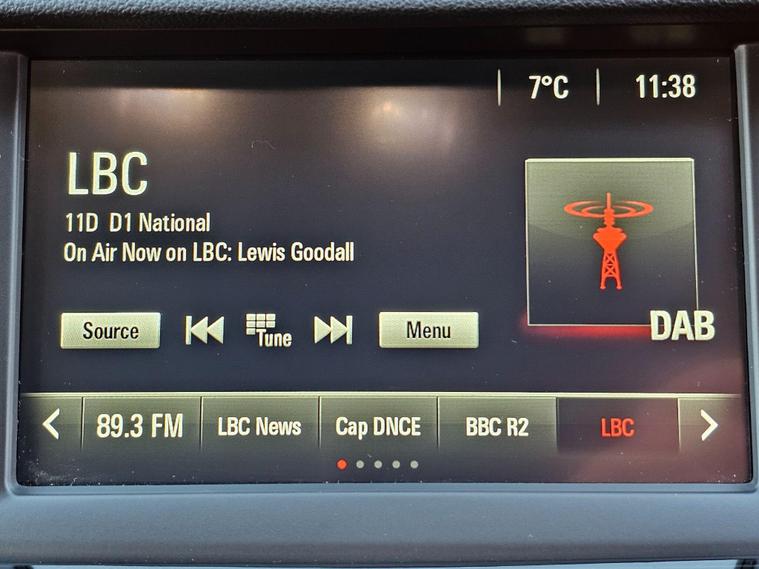 7°C 11:38
LBC
11D D1 National
On Air Now on LBC: Lewis Goodall
Source Tune Menu
DAB
89.3 FM LBC News Cap DNCE BBC R2 LBC